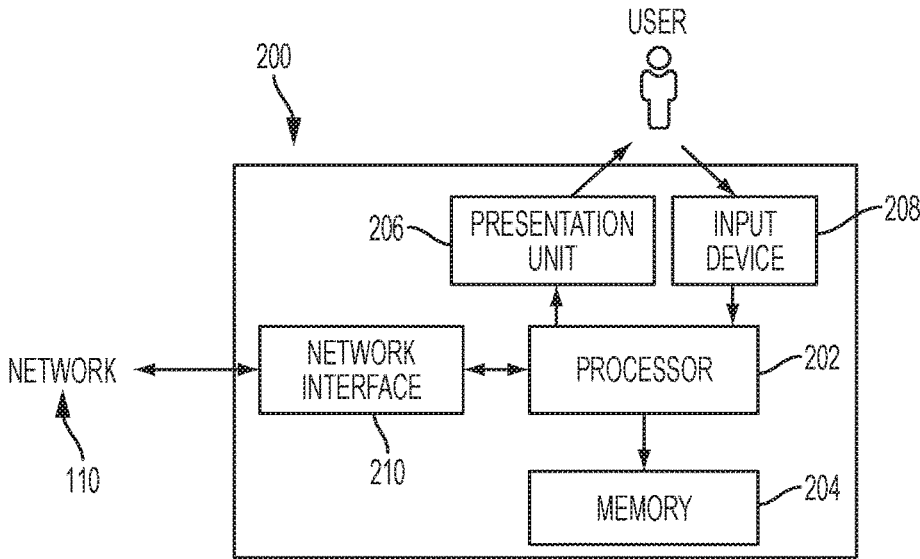 USER
200
206
PRESENTATION
UNIT
INPUT
DEVICE
208
NETWORK
110
NETWORK
INTERFACE
210
PROCESSOR
202
MEMORY
204